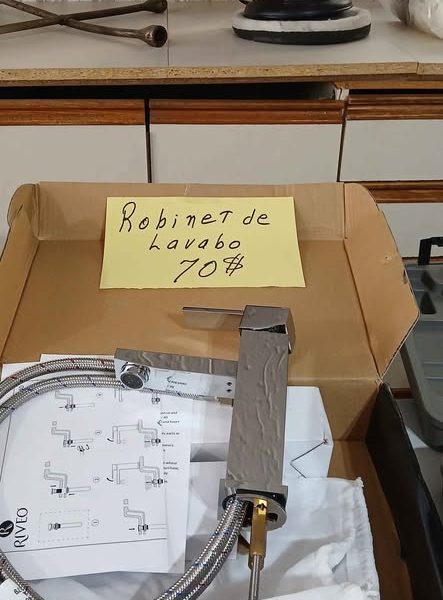 Robinet de
Lavabo
70$
RIVEO